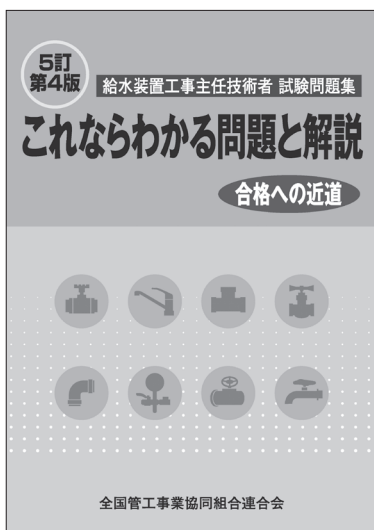 5訂
第4版
給水装置工事主任技術者 試験問題集
これならわかる問題と解説
合格への近道
全国管工事業協同組合連合会